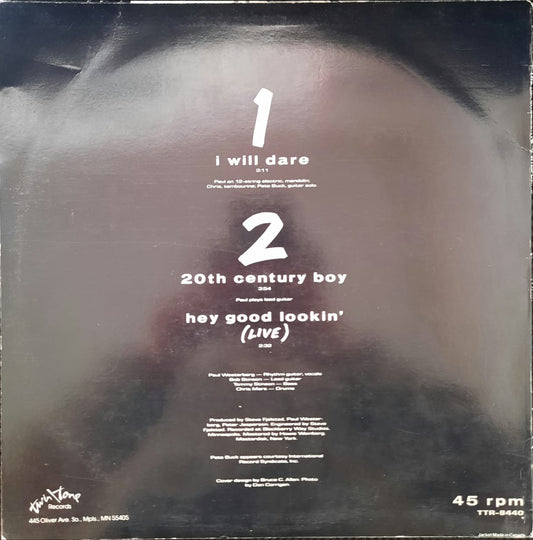 1
i will dare
3:11
Paul on 12-string electric, mandolin;
Chris, tambourine; Pete Buck, guitar solo
2
20th century boy
3:54
Paul plays lead guitar
hey good lookin'
(LIVE)
2:32
Paul Westerberg — Rhythm guitar, vocals
Bob Stinson — Lead guitar
Tommy Stinson — Bass
Chris Mars — Drums
Produced by Steve Fjelstad, Paul Wester-
berg, Peter Jesperson. Engineered by Steve
Fjelstad. Recorded at Blackberry Way Studios,
Minneapolis. Mastered by Howie Weinberg,
Masterdisk, New York.
Pete Buck appears courtesy International
Record Syndicate, Inc.
Cover design by Bruce C. Allen. Photo
by Dan Corrigan.
twin/tone
Records
445 Oliver Ave. So., Mpls., MN 55405
45 rpm
TTR-8440
Jacket Made in Canada